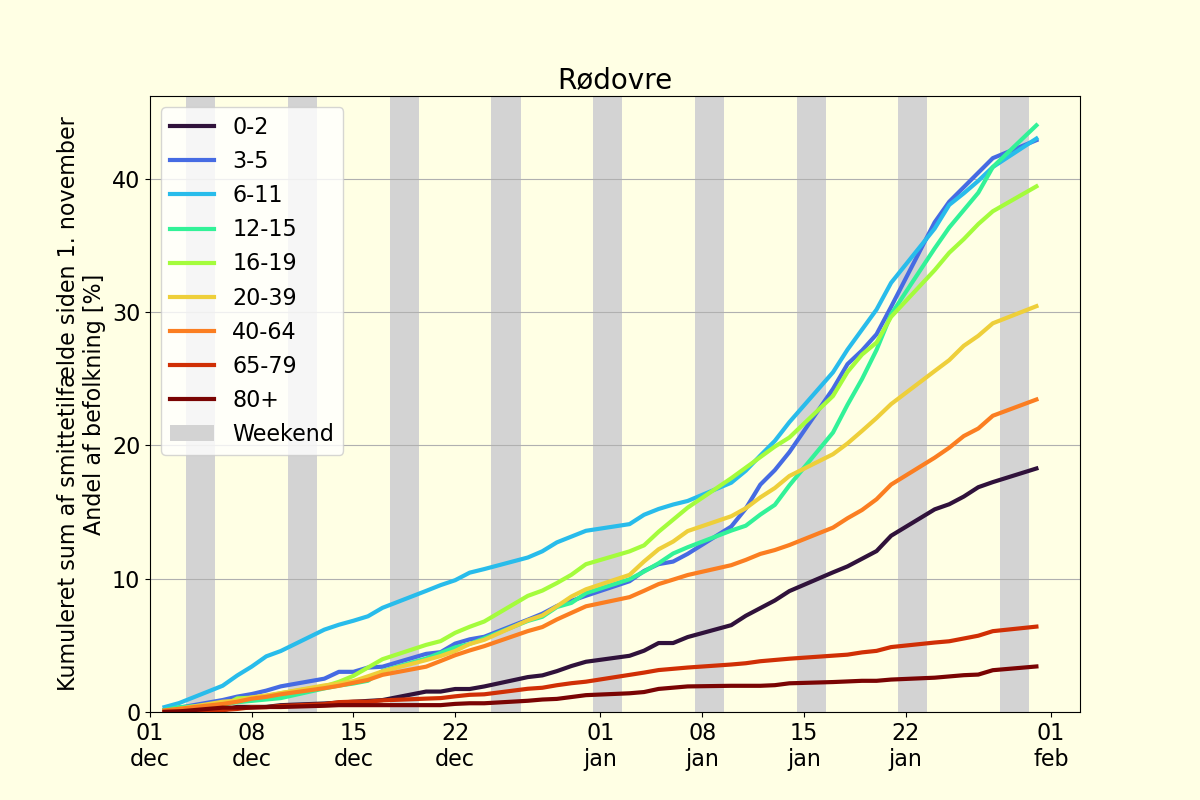 Rødovre
Kumuleret sum af smittetilfælde siden 1. november
Andel af befolkning [%]
0-2
3-5
6-11
12-15
16-19
20-39
40-64
65-79
80+
Weekend
40
30
20
10
0
01 08 15 22 01 08 15 22 01
dec dec dec dec jan jan jan jan feb